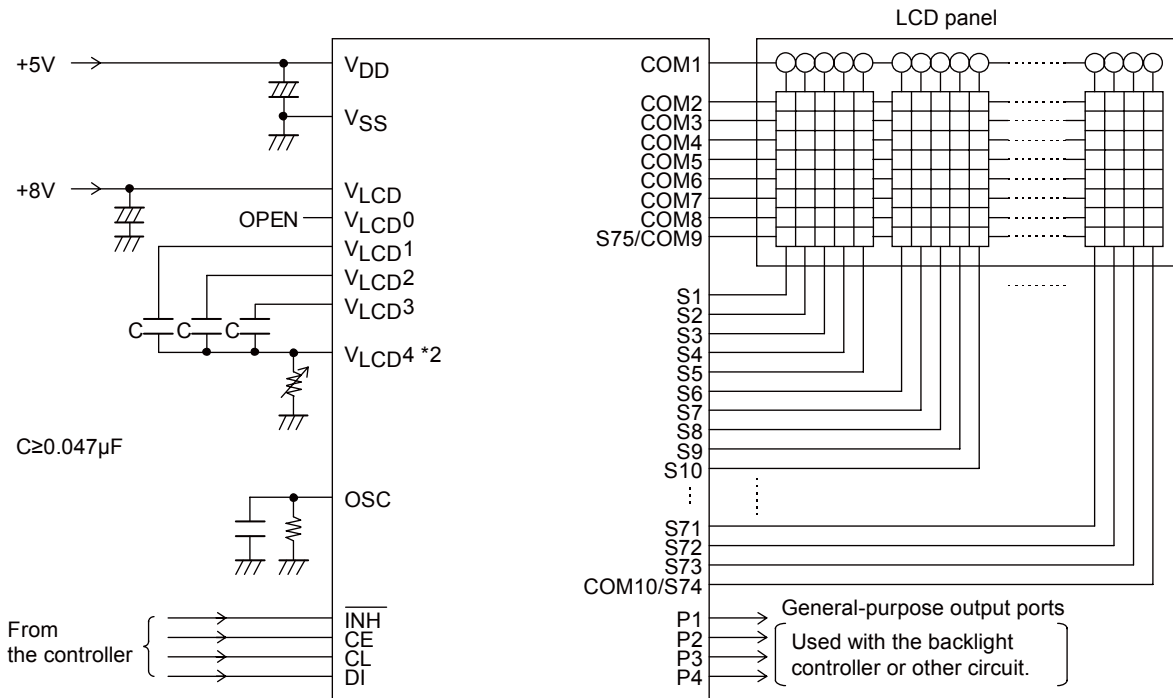 LCD panel
+5V
VDD
VSS
+8V
VLCD
OPEN
VLCD0
VLCD1
VLCD2
VLCD3
C
C
C
VLCD4 *2
C≥0.047µF
OSC
From
the controller
INH
CE
CL
DI
COM1
COM2
COM3
COM4
COM5
COM6
COM7
COM8
S75/COM9
S1
S2
S3
S4
S5
S6
S7
S8
S9
S10
S71
S72
S73
COM10/S74
P1
P2
P3
P4
General-purpose output ports
Used with the backlight
controller or other circuit.